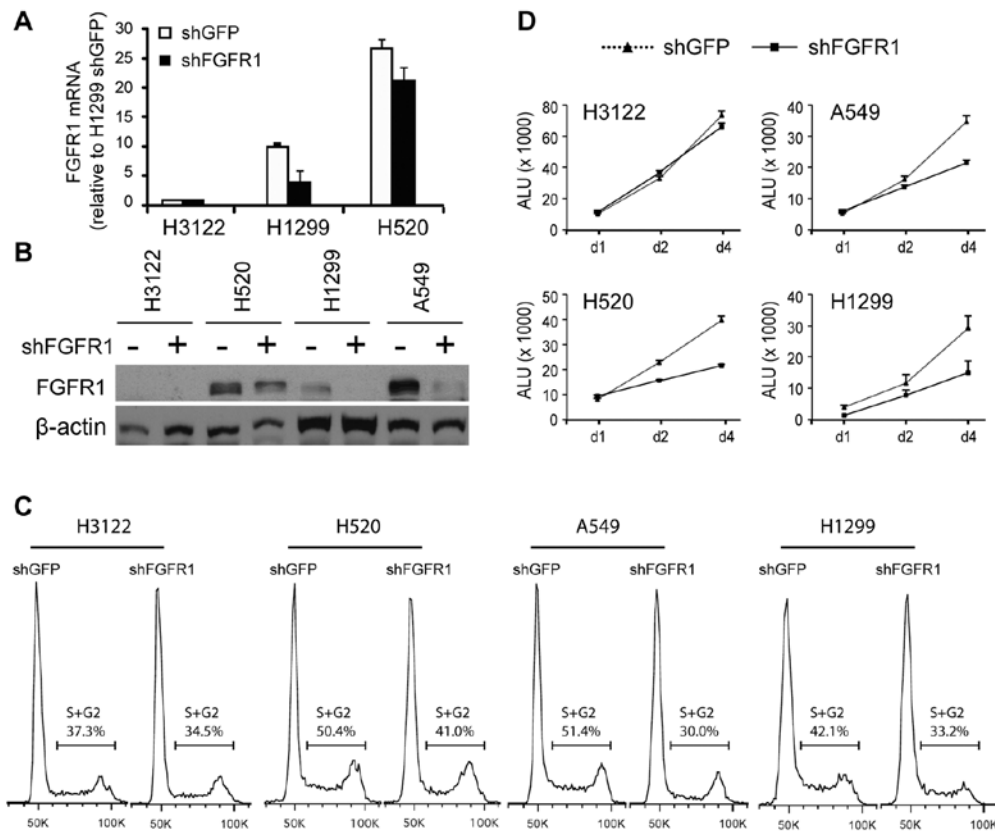 A
FGFR1 mRNA
(relative to H1299 shGFP)
30
25
20
15
10
5
0
shGFP
shFGFR1
H3122 H1299 H520
B
H3122 H520 H1299 A549
shFGFR1 - + - + - + - +
FGFR1
β-actin
D
shGFP shFGFR1
H3122
ALU (x 1000)
80
60
40
20
0
d1 d2 d4
A549
ALU (x 1000)
40
30
20
10
0
d1 d2 d4
H520
ALU (x 1000)
50
40
30
20
10
0
d1 d2 d4
H1299
ALU (x 1000)
40
30
20
10
0
d1 d2 d4
C
H3122 H520 A549 H1299
shGFP shFGFR1 shGFP shFGFR1 shGFP shFGFR1 shGFP shFGFR1
S+G2 S+G2 S+G2 S+G2 S+G2 S+G2 S+G2 S+G2
37.3% 34.5% 50.4% 41.0% 51.4% 30.0% 42.1% 33.2%
50K 100K 50K 100K 50K 100K 50K 100K 50K 100K 50K 100K 50K 100K 50K 100K